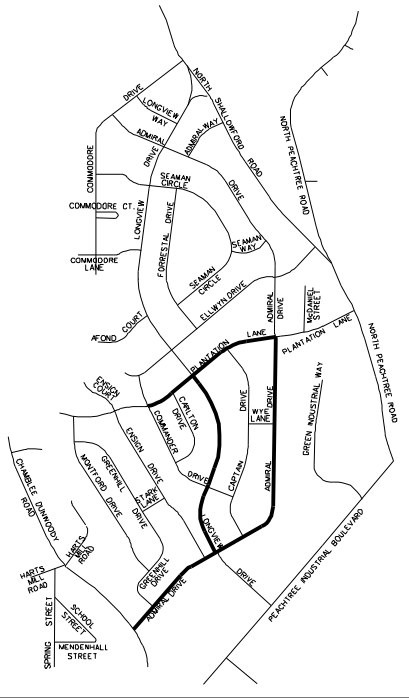 NORTH SHALLOWFORD ROAD
DRIVE
LONGVIEW
WAY
ADMIRAL
ADMIRAL WAY
DRIVE
COMMODORE
NORTH PEACHTREE ROAD
SEAMAN
CIRCLE
DRIVE
COMMODORE CT.
LONGVIEW
FORRESTAL DRIVE
SEAMAN
WAY
COMMODORE
LANE
SEAMAN
CIRCLE
ELLWYN DRIVE
ADMIRAL
DRIVE
McDANIEL
STREET
AFOND COURT
PLANTATION LANE
PLANTATION LANE
NORTH PEACHTREE ROAD
ENSIGN
COURT
CARLTON
DRIVE
COMMANDER
DRIVE
DRIVE
WYE
LANE
GREEN INDUSTRIAL WAY
ENSIGN DRIVE
CHAMBLEE DUNWOODY
ROAD
GREENHILL
MONTFORD DRIVE
DRIVE
CAPTAIN
ADMIRAL
STARK
LANE
DRIVE
LONGVIEW
DRIVE
HARTS
MILL
ROAD
HARTS
MILL
ROAD
GREENHILL
DRIVE
PEACHTREE INDUSTRIAL BOULEVARD
ADMIRAL DRIVE
SPRING STREET
SCHOOL
STREET
MENDENHALL
STREET